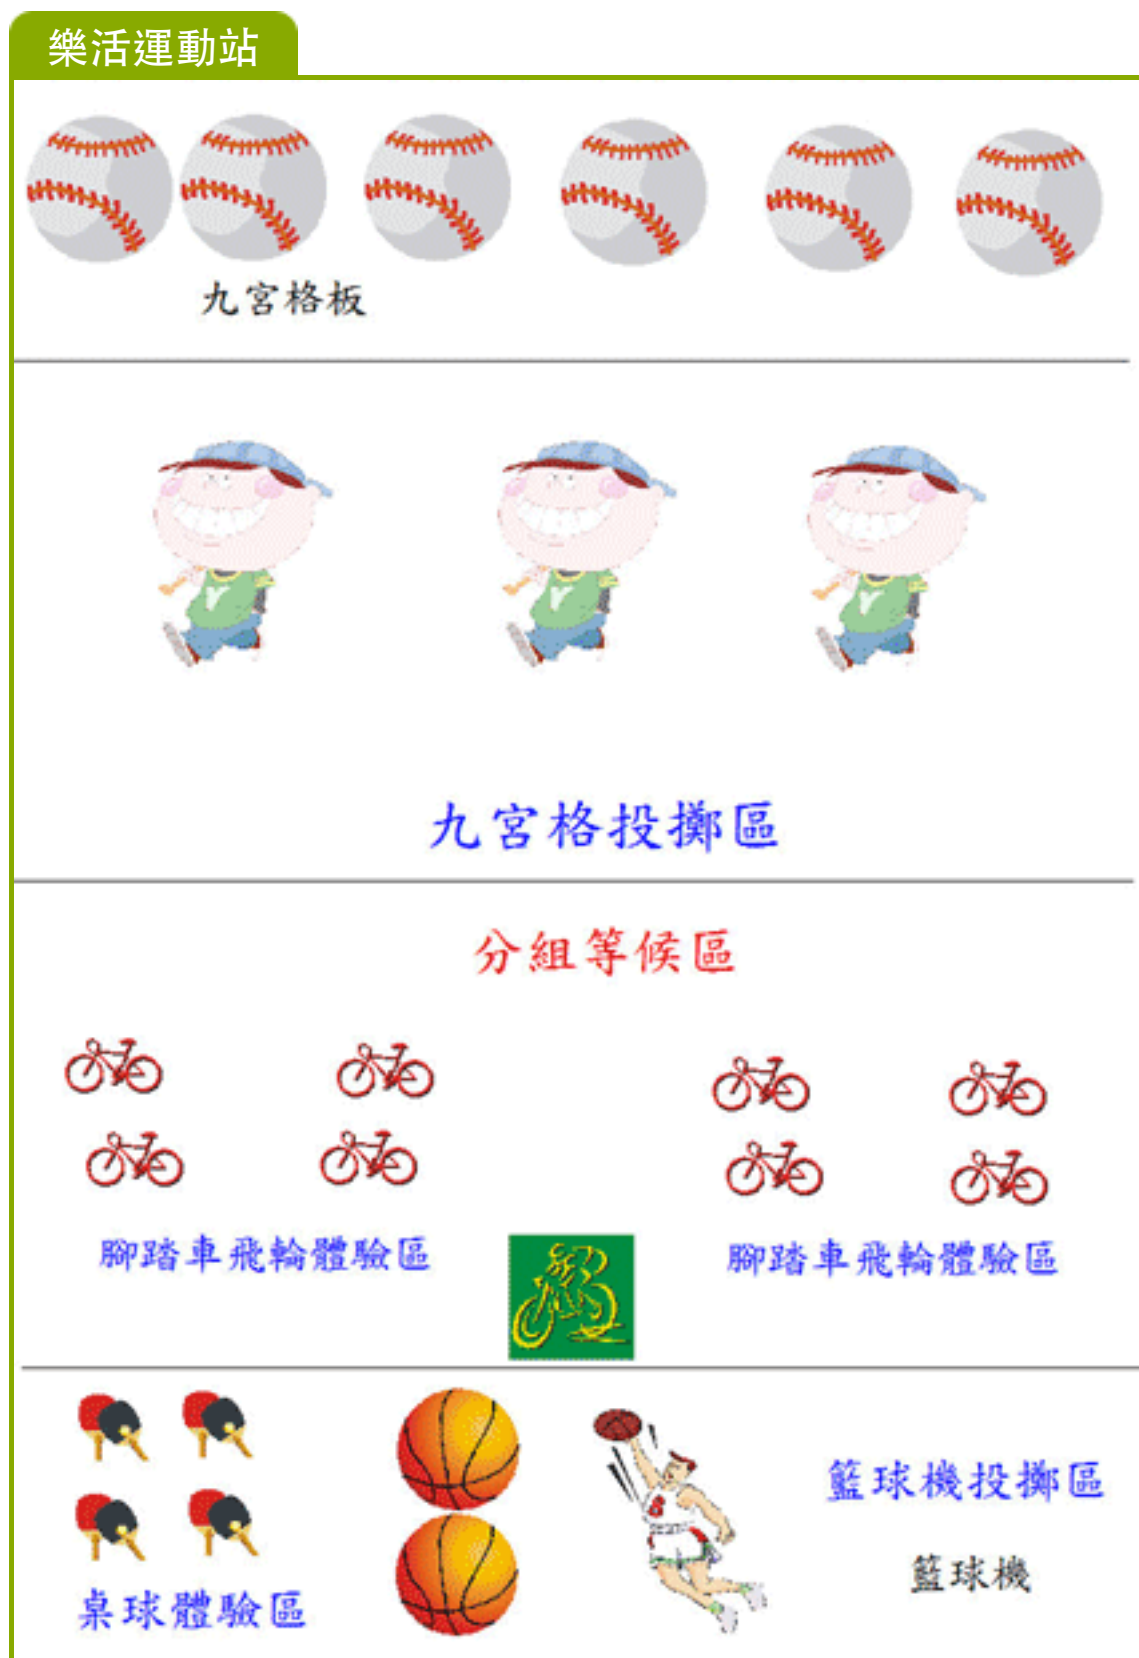 樂活運動站
九宮格板
九宮格投擲區
分組等候區
腳踏車飛輪體驗區
腳踏車飛輪體驗區
籃球機投擲區
籃球機
桌球體驗區